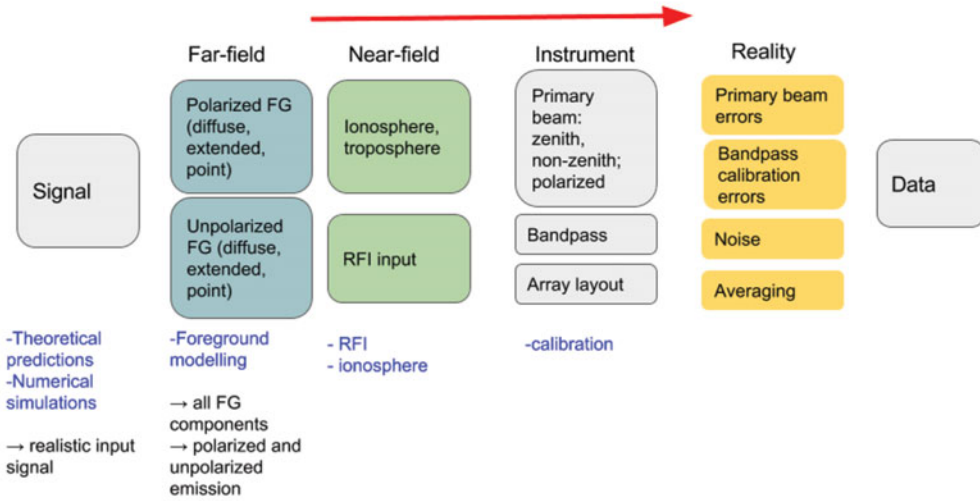 Far-field
Near-field
Instrument
Reality
Signal
Polarized FG
(diffuse,
extended,
point)
Unpolarized
FG (diffuse,
extended,
point)
Ionosphere,
troposphere
RFI input
Primary
beam:
zenith,
non-zenith;
polarized
Bandpass
Array layout
Primary beam
errors
Bandpass
calibration
errors
Noise
Averaging
Data
-Theoretical
predictions
-Numerical
simulations
→ realistic input
signal
-Foreground
modelling
→ all FG
components
→ polarized and
unpolarized
emission
- RFI
- ionosphere
-calibration